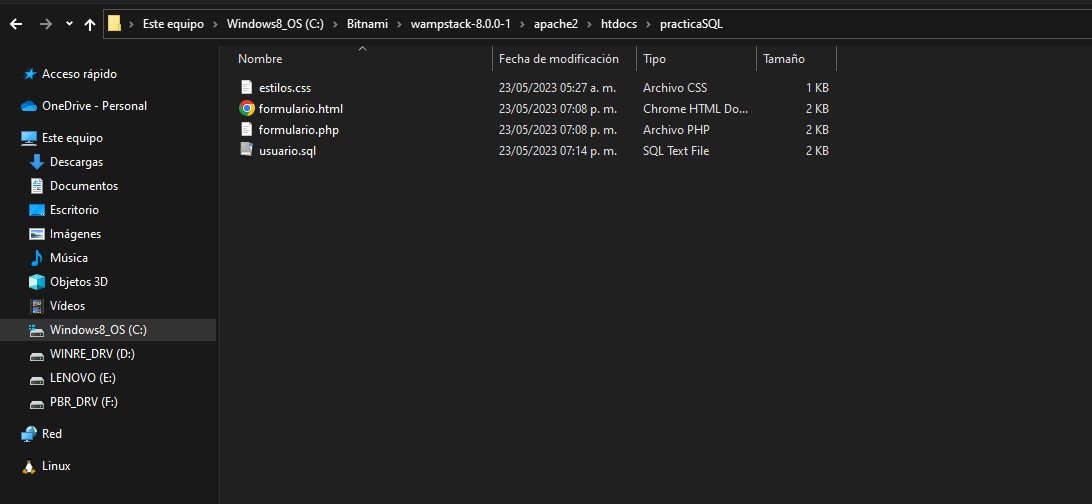 Este equipo > Windows8_OS (C:) > Bitnami > wampstack-8.0.0-1 > apache2 > htdocs > practicaSQL
Nombre Fecha de modificación Tipo Tamaño
estilos.css 23/05/2023 05:27 a. m. Archivo CSS 1 KB
formulario.html 23/05/2023 07:08 p. m. Chrome HTML Do... 2 KB
formulario.php 23/05/2023 07:08 p. m. Archivo PHP 2 KB
usuario.sql 23/05/2023 07:14 p. m. SQL Text File 2 KB
Acceso rápido
OneDrive - Personal
Este equipo
Descargas
Documentos
Escritorio
Imágenes
Música
Objetos 3D
Vídeos
Windows8_OS (C:)
WINRE_DRV (D:)
LENOVO (E:)
PBR_DRV (F:)
Red
Linux